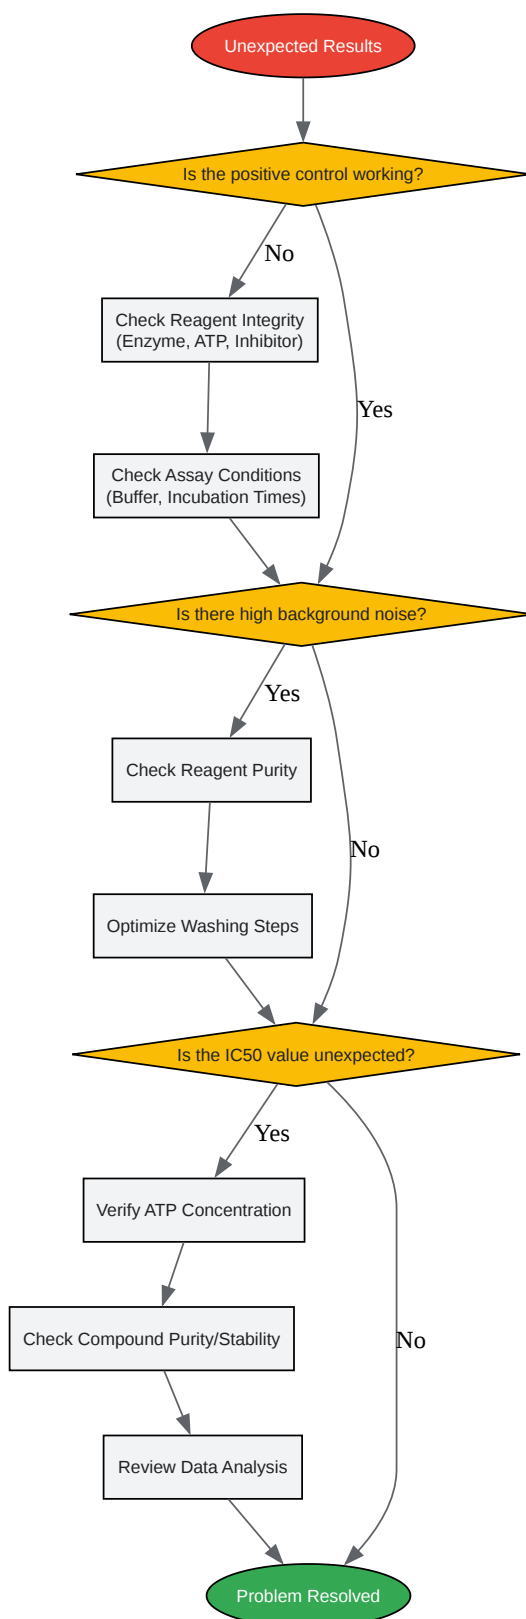 Unexpected Results
Is the positive control working?
No
Check Reagent Integrity
(Enzyme, ATP, Inhibitor)
Yes
Check Assay Conditions
(Buffer, Incubation Times)
Is there high background noise?
Yes
Check Reagent Purity
No
Optimize Washing Steps
Is the IC50 value unexpected?
Yes
Verify ATP Concentration
Check Compound Purity/Stability
No
Review Data Analysis
Problem Resolved